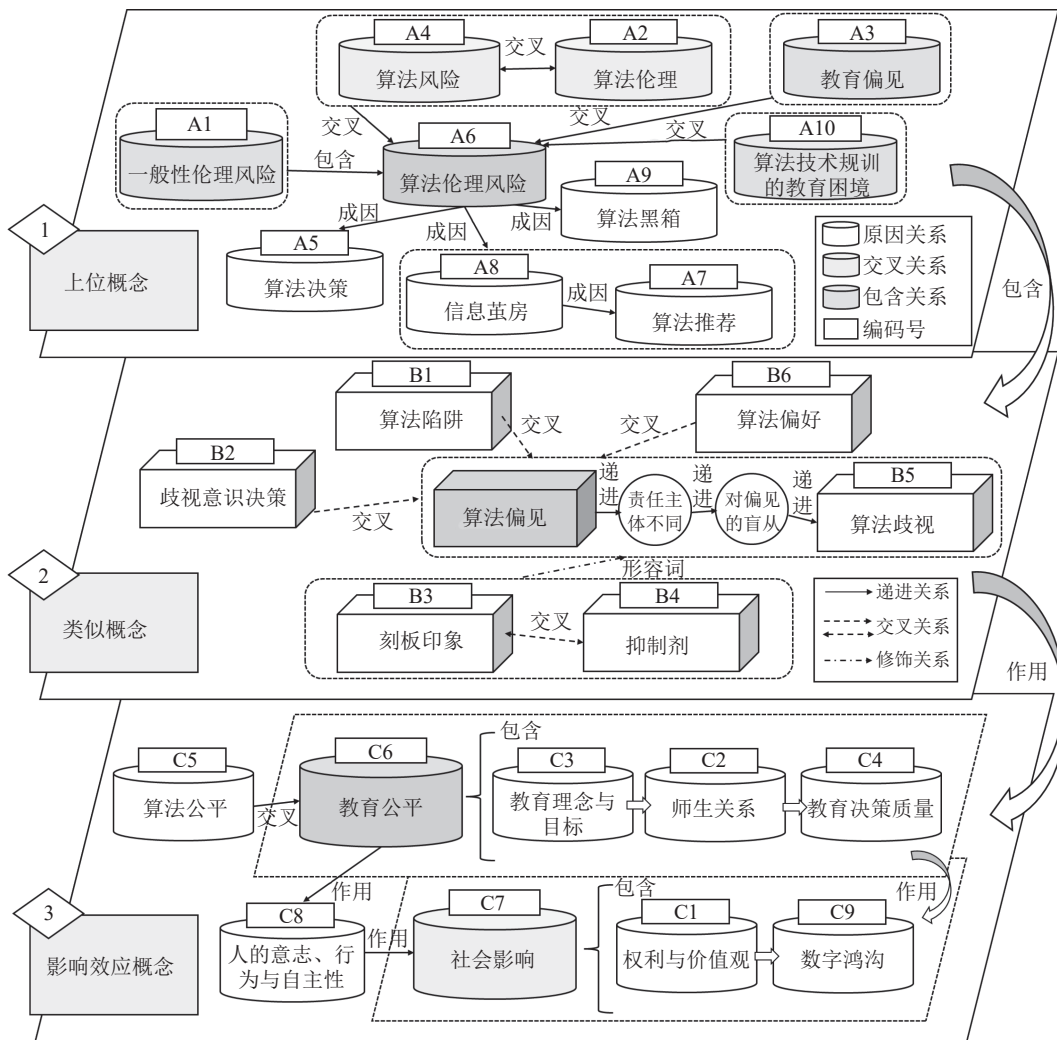 A4
交叉
A2
A3
算法风险
算法伦理
教育偏见
A1
交叉
A6
交叉
交叉
A10
一般性伦理风险
包含
算法伦理风险
A9
算法技术规训
的教育困境
成因
成因
成因
算法黑箱
1
上位概念
A5
算法决策
A8
信息茧房
成因
A7
算法推荐
原因关系
交叉关系
包含关系
编码号
包含
B1
算法陷阱
交叉
B6
算法偏好
交叉
B2
歧视意识决策
交叉
算法偏见
递进
责任主
体不同
递进
对偏见
的盲从
递进
B5
算法歧视
形容词
2
类似概念
B3
刻板印象
交叉
B4
抑制剂
递进关系
交叉关系
修饰关系
作用
C5
算法公平
交叉
C6
教育公平
包含
C3
教育理念与
目标
C2
师生关系
C4
教育决策质量
作用
作用
3
影响效应概念
C8
人的意志、行
为与自主性
作用
C7
社会影响
包含
C1
权利与价值观
C9
数字鸿沟